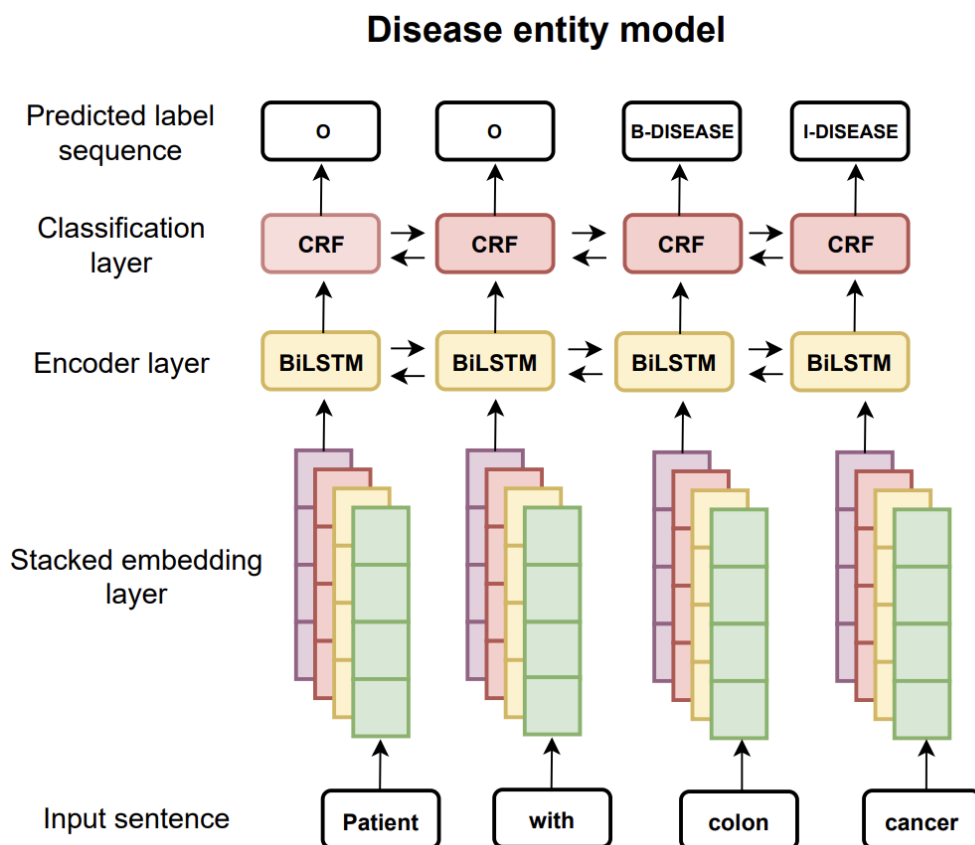 Disease entity model
Predicted label
sequence
O
O
B-DISEASE
I-DISEASE
Classification
layer
CRF
CRF
CRF
CRF
Encoder layer
BiLSTM
BiLSTM
BiLSTM
BiLSTM
Stacked embedding
layer
Input sentence
Patient
with
colon
cancer